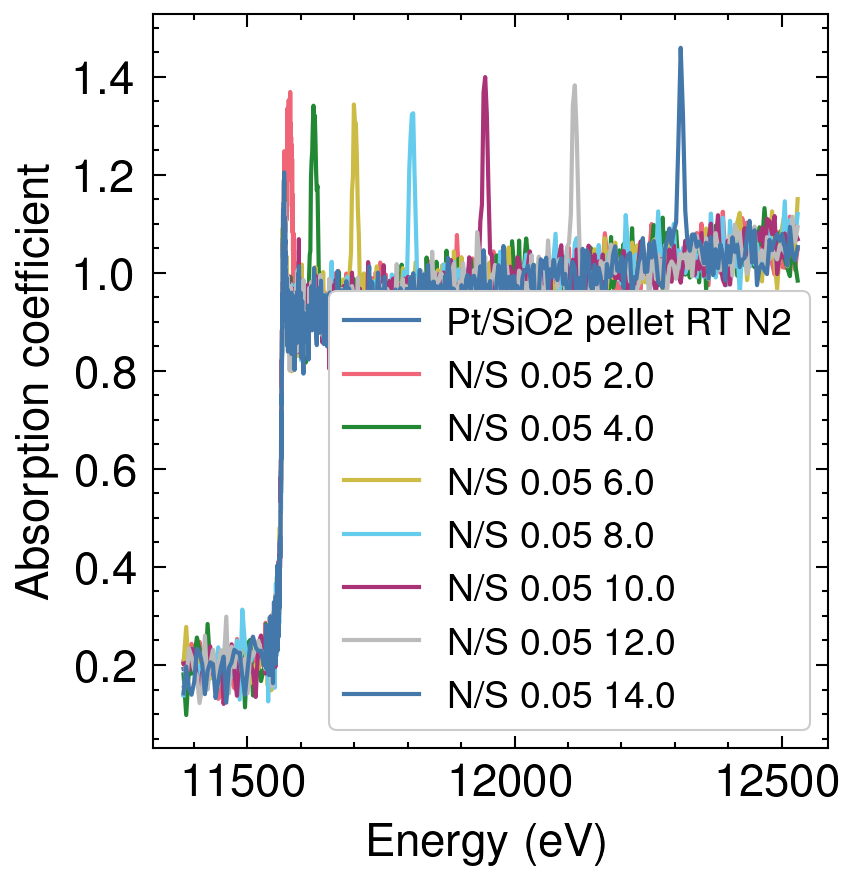 1.4
1.2
1.0
0.8
0.6
0.4
0.2
Absorption coefficient
Pt/SiO2 pellet RT N2
N/S 0.05 2.0
N/S 0.05 4.0
N/S 0.05 6.0
N/S 0.05 8.0
N/S 0.05 10.0
N/S 0.05 12.0
N/S 0.05 14.0
11500 12000 12500
Energy (eV)